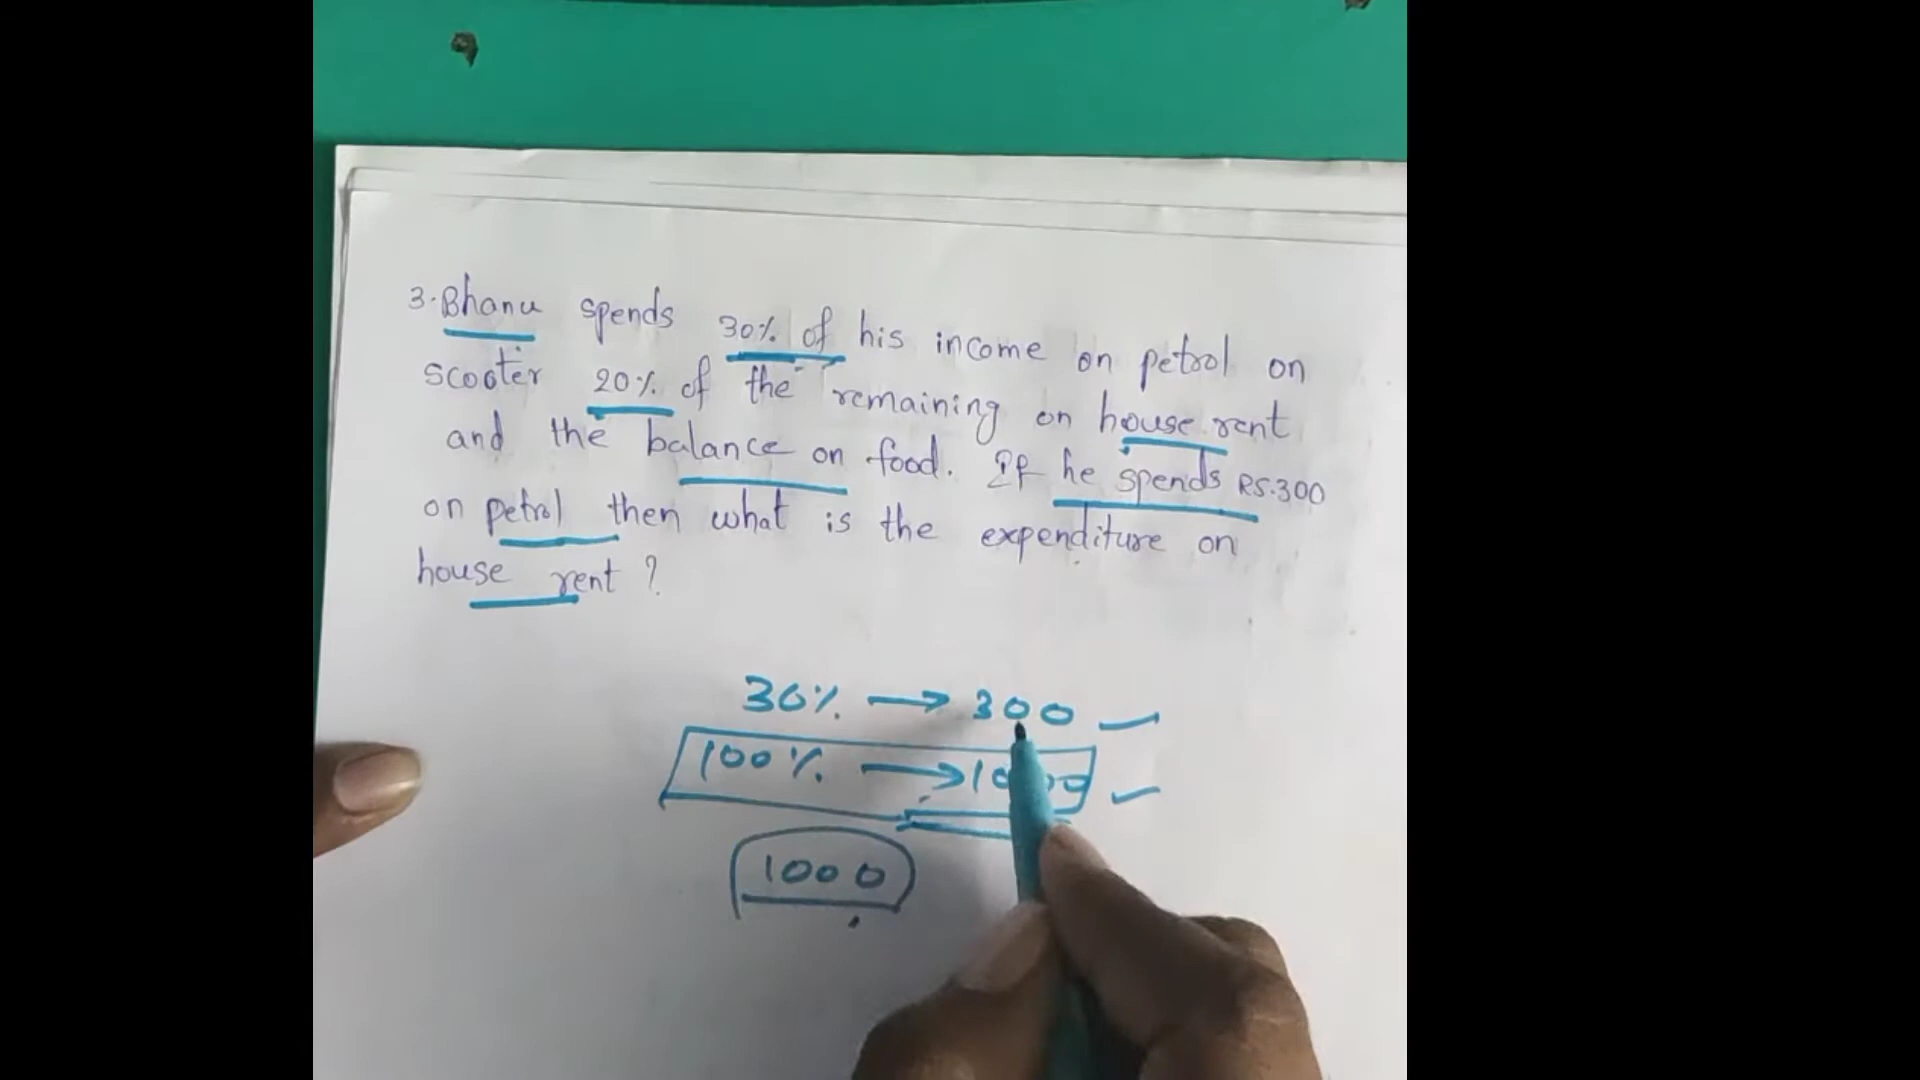 3. Bhanu spends 30% of his income on petrol on
scooter 20% of the remaining on house rent
and the balance on food. If he spends RS.300
on petrol then what is the expenditure on
house rent ?
30% → 300
100% →
1000